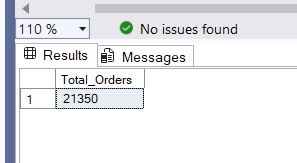 110 %
No issues found
Results
Messages
Total_Orders
1
21350